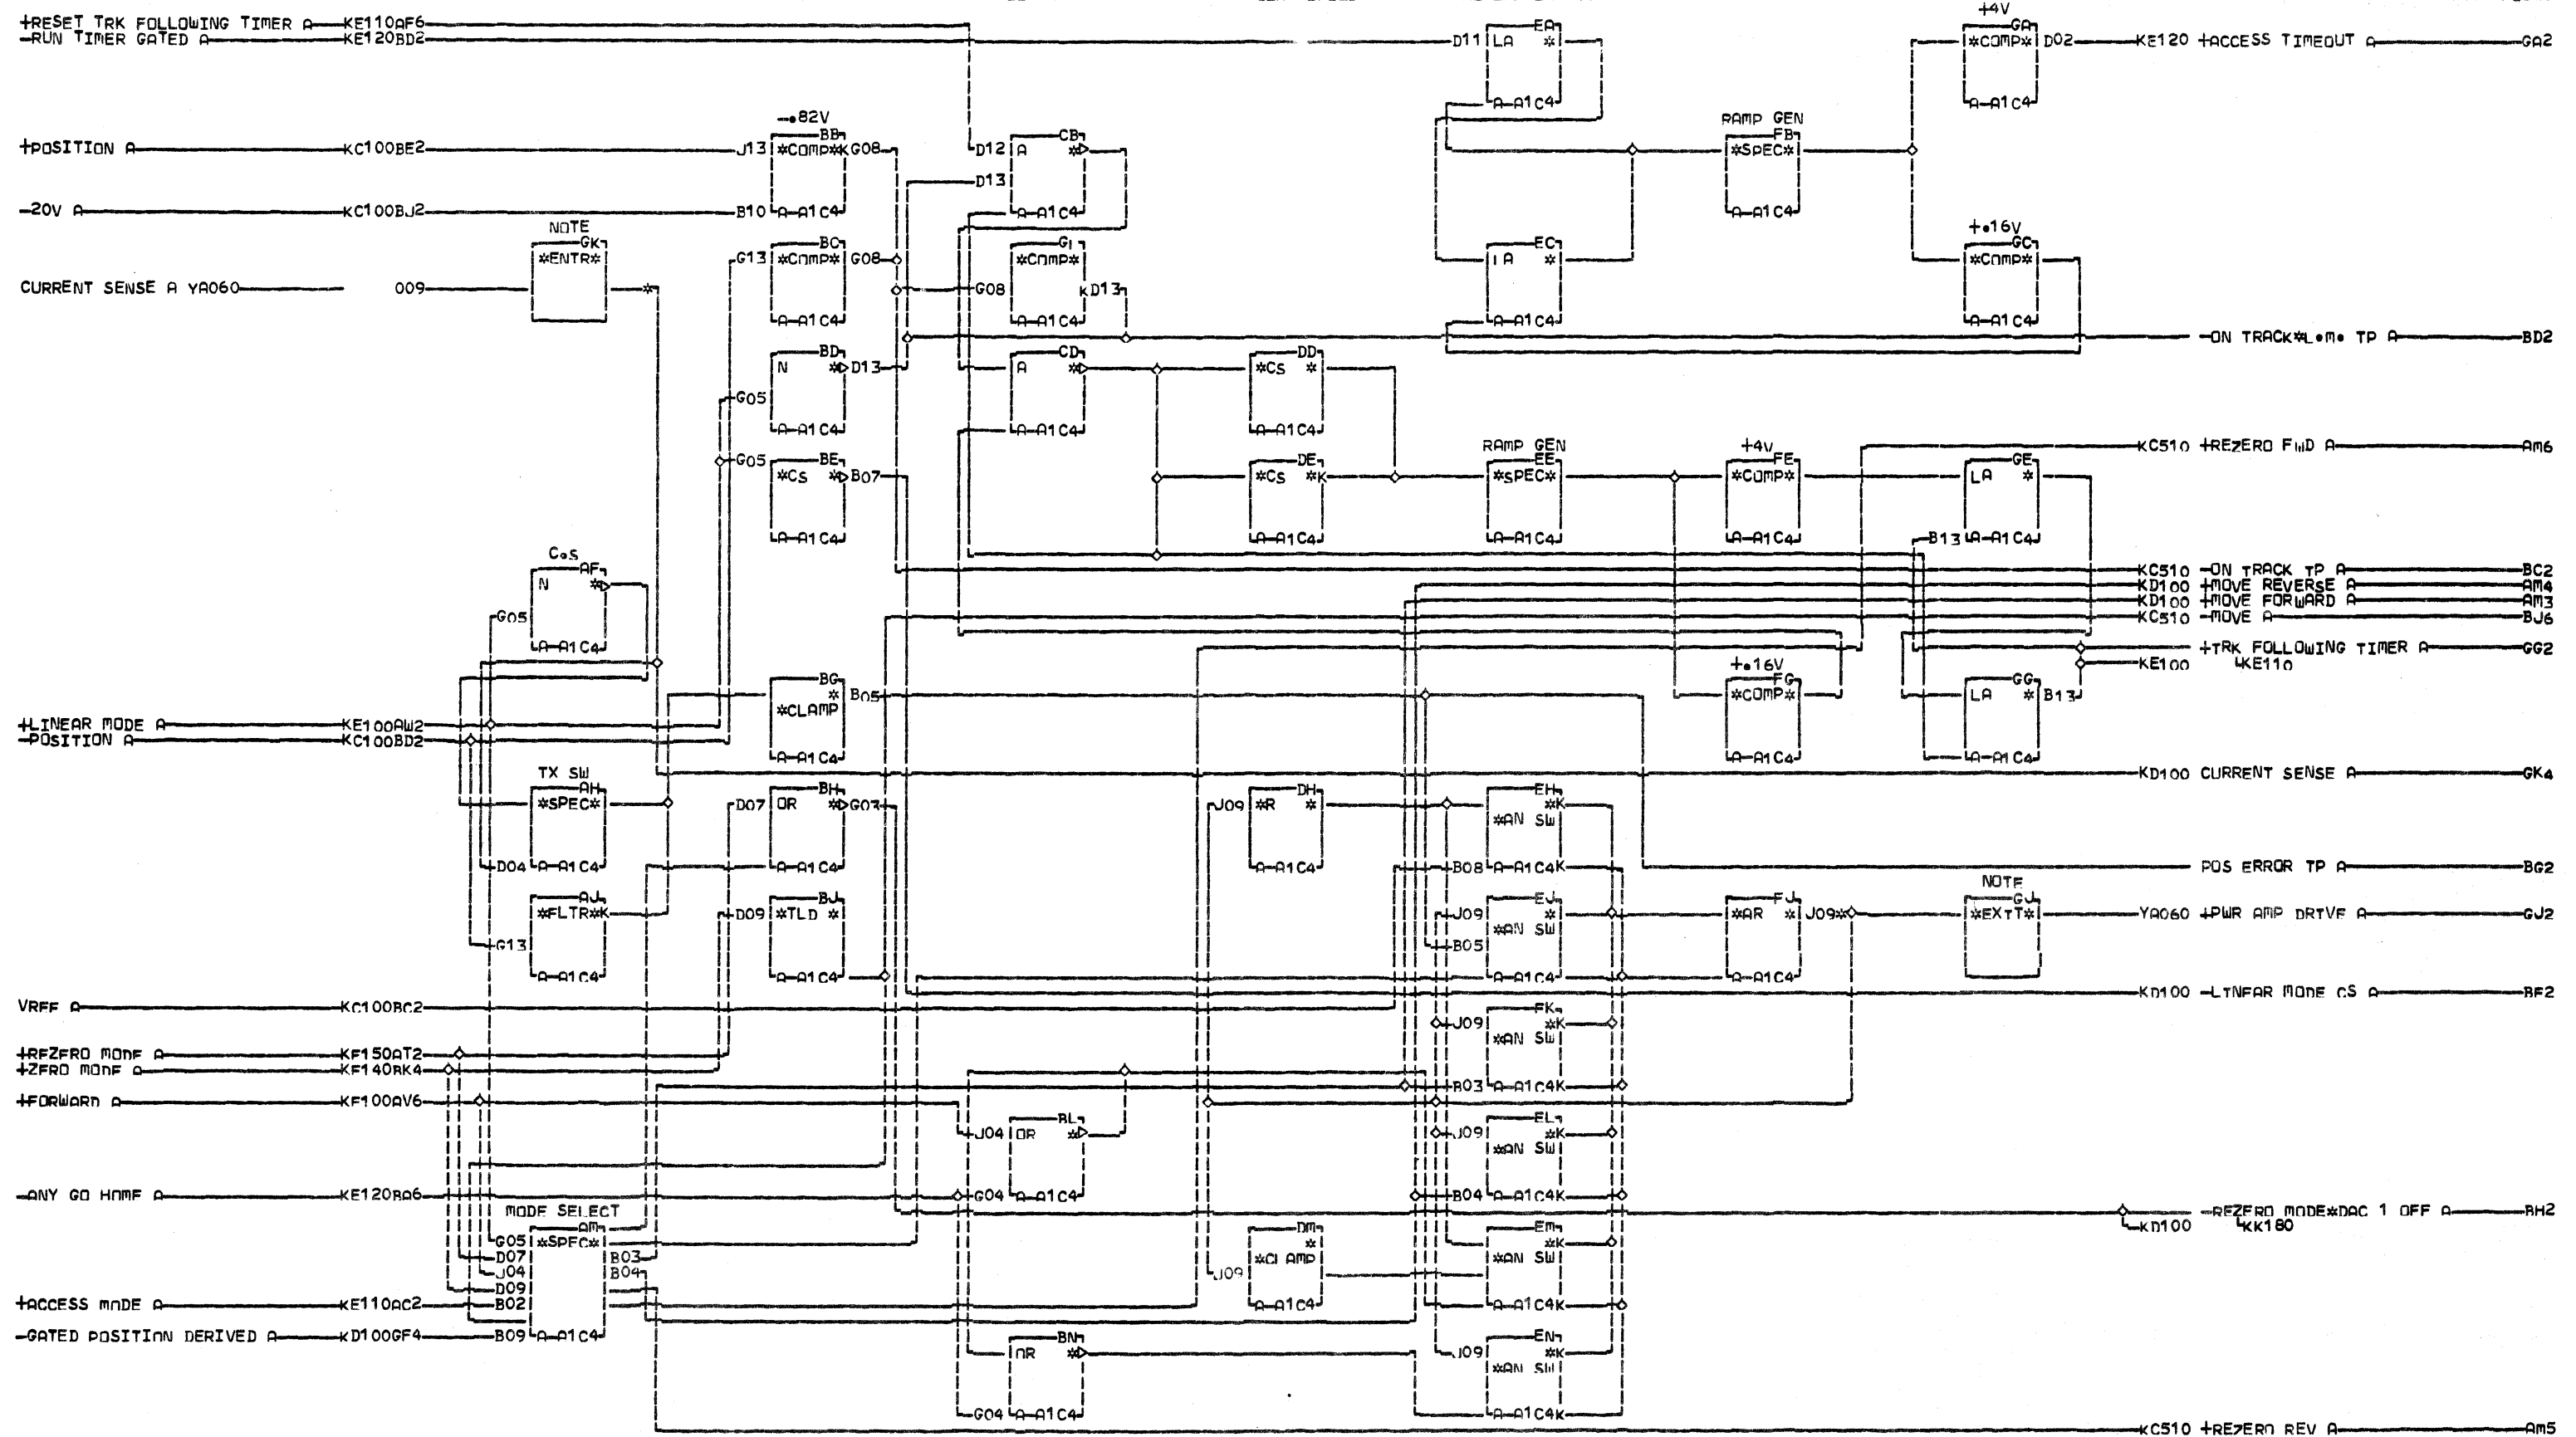 +4V
+RESET TRK FOLLOWING TIMER A KE110AF6
-RUN TIMER GATED A KE120BD2
D11 LA * EA
A-A1C4
*COMP* GA D02 KE120 +ACCESS TIMEOUT A GA2
A-A1C4
-.82V
+POSITION A KC100BE2 J13 *COMP*K BB G08
-20V A KC100BJ2 B10 A-A1C4
D12 A * CB
D13
A-A1C4
RAMP GEN
FB
*SPEC*
A-A1C4
NOTE
GK
*ENTR*
CURRENT SENSE A YA060 009
*
G13 *COMP* BC G08
A-A1C4
*COMP*
G08 KD13
A-A1C4
EC
*
A-A1C4
+.16V
GC
*COMP*
A-A1C4
-ON TRACK*L.M. TP A BD2
BD
N * D13
G05
A-A1C4
CD
A *
A-A1C4
DD
*CS *
A-A1C4
G05 *CS * BE B07
A-A1C4
DE
*CS *K
A-A1C4
RAMP GEN
EE
*SPEC*
A-A1C4
+4V
FE
*COMP*
A-A1C4
GE
LA *
B13 A-A1C4
KC510 +REZERO FWD A AM6
C.S
AF
N *
G05
A-A1C4
KC510 -ON TRACK TP A BC2
KD100 +MOVE REVERSE A AM4
KD100 +MOVE FORWARD A AM3
KC510 -MOVE A BJ6
+TRK FOLLOWING TIMER A GG2
KE100 KE110
BG
* B05
*CLAMP
A-A1C4
+.16V
FG
*COMP*
A-A1C4
GG
LA * B13
A-A1C4
+LINEAR MODE A KE100AW2
-POSITION A KC100BD2
KD100 CURRENT SENSE A GK4
TX SW
AH
*SPEC*
D04 A-A1C4
BH
D07 OR * G03
A-A1C4
DH
J09 *R *
A-A1C4
EH
*K
*AN SW
B08 A-A1C4K
POS ERROR TP A BG2
AJ
*FLTR*K
G13
A-A1C4
BJ
D09 *TLD *
A-A1C4
EJ
J09 *
*AN SW
B05
A-A1C4
FJ
*AR * J09*
A-A1C4
NOTE
GJ
*EXIT*
YA060 +PWR AMP DRIVE A GJ2
KD100 -LINEAR MODE CS A BF2
VREF A KC100BC2
FK
J09 *K
*AN SW
B03 A-A1C4K
+REZERO MODE A KF150AT2
+ZERO MODE A KF140BK4
+FORWARD A KF100AV6
BL
J04 OR *
G04 A-A1C4
EL
J09 *K
*AN SW
B04 A-A1C4K
-ANY GO HOME A KE120BA6
-REZERO MODE*DAC 1 OFF A BH2
KD100 KK180
MODE SELECT
AM
G05 *SPEC*
D07 B03
J04 B04
D09
+ACCESS MODE A KE110AC2 B02
-GATED POSITION DERIVED A KD100GF4 B09 A-A1C4
DM
*
*CLAMP
J09
A-A1C4
EM
*K
*AN SW
A-A1C4K
BN
OR *
G04 A-A1C4
EN
J09 *K
*AN SW
A-A1C4K
KC510 +REZERO REV A AM5